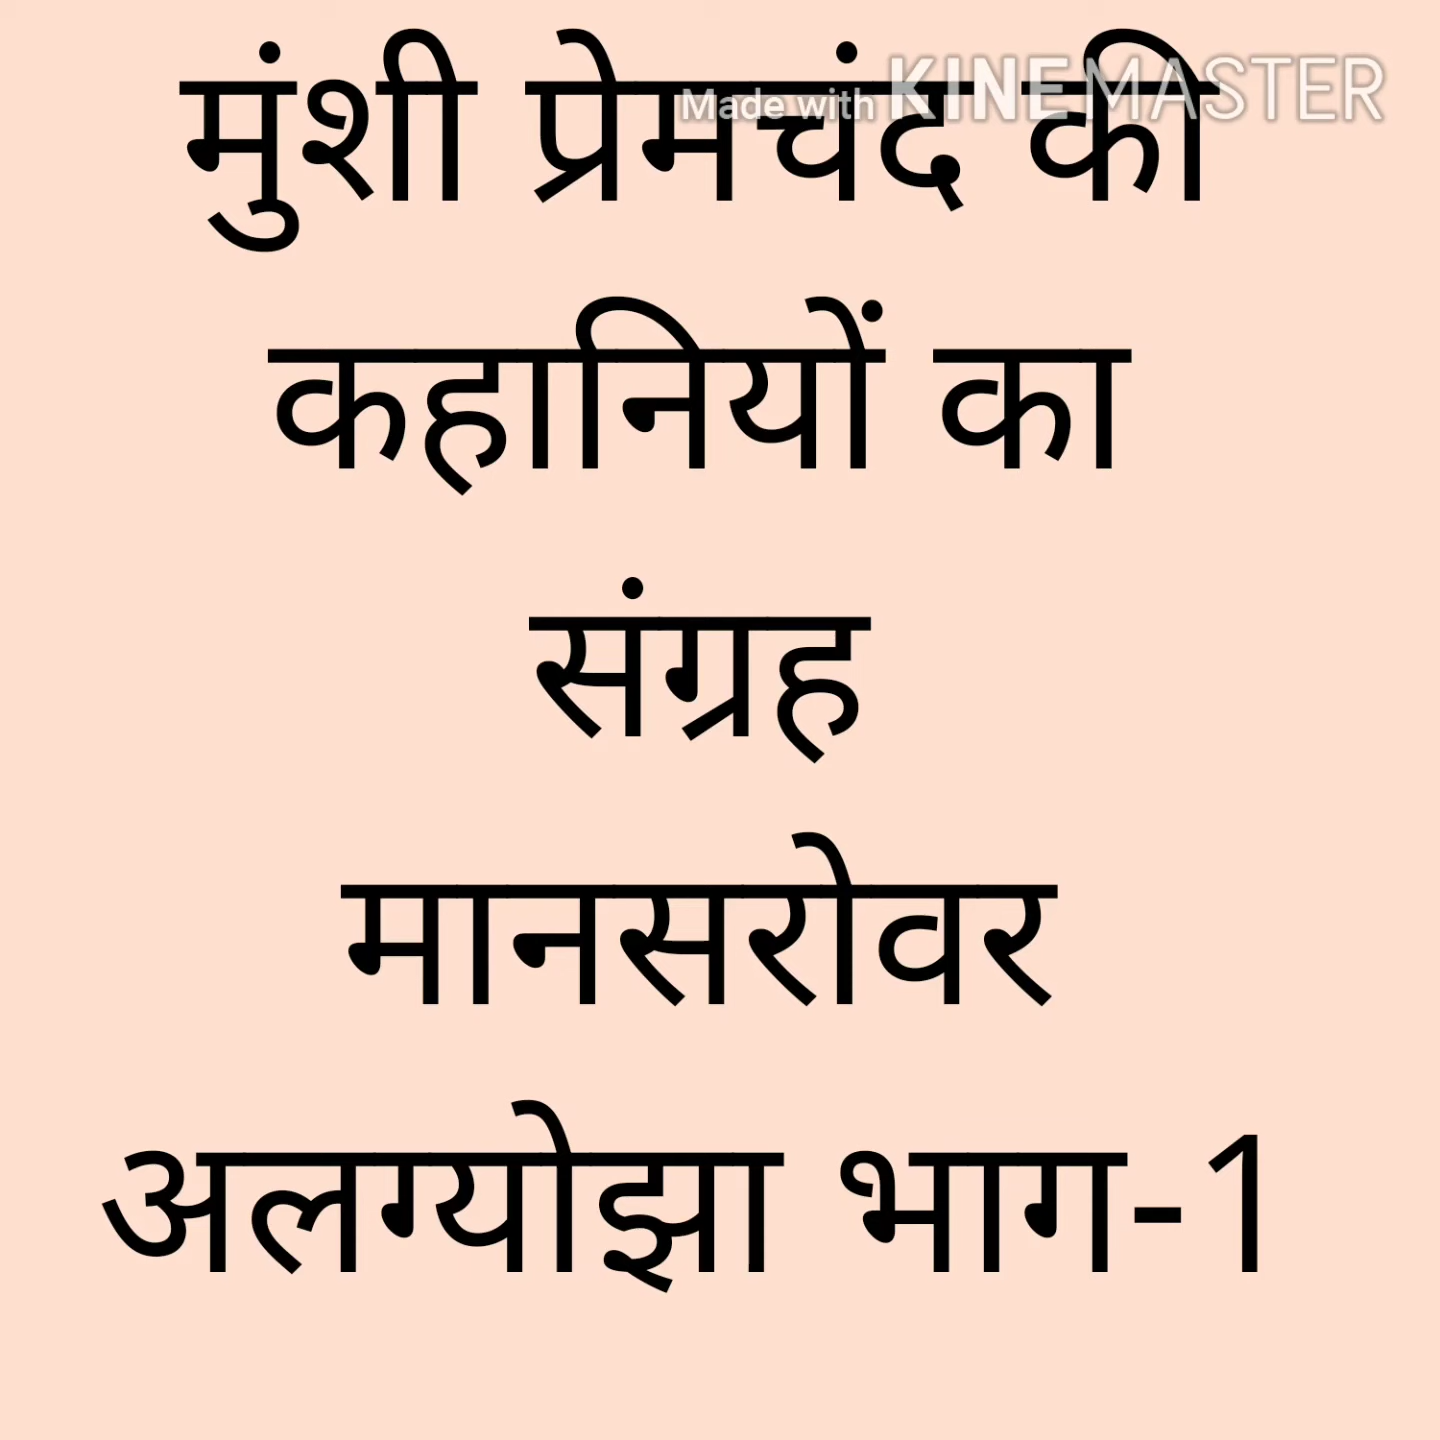 मुंशी प्रेमचंद की
Made with KINEMASTER
कहानियों का
संग्रह
मानसरोवर
अलग्योझा भाग-1